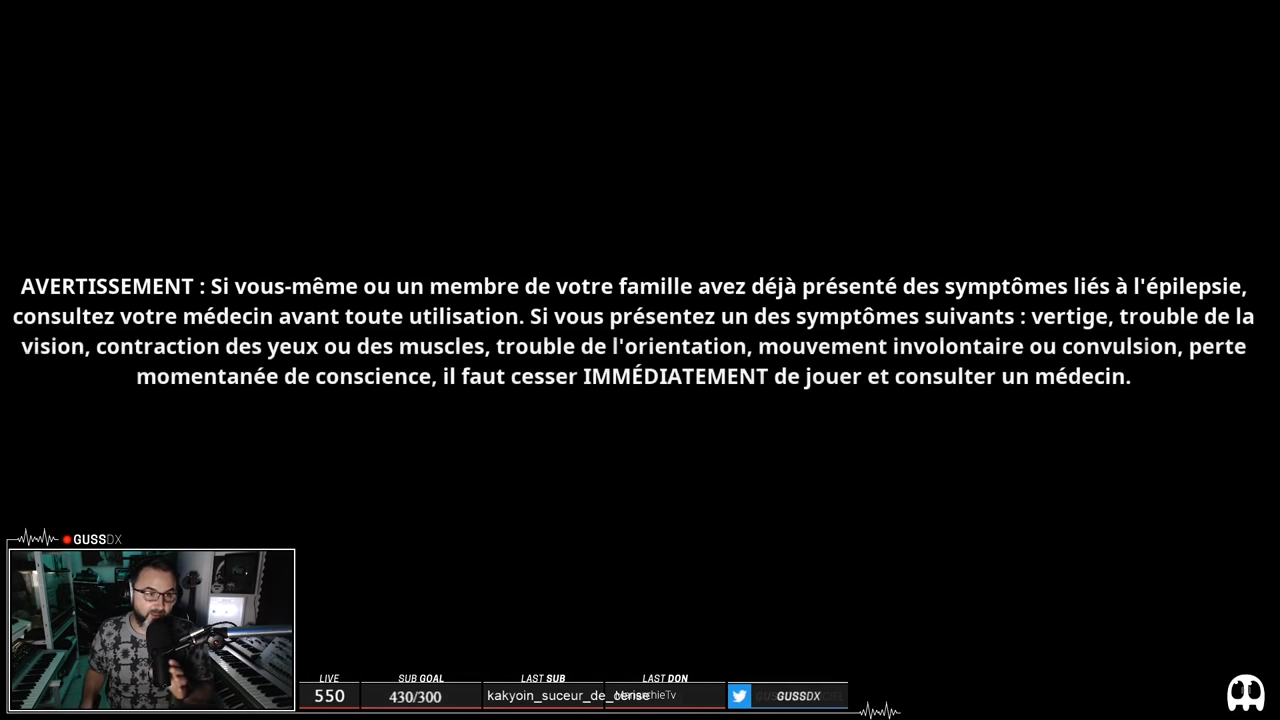 AVERTISSEMENT : Si vous-même ou un membre de votre famille avez déjà présenté des symptômes liés à l'épilepsie,
consultez votre médecin avant toute utilisation. Si vous présentez un des symptômes suivants : vertige, trouble de la
vision, contraction des yeux ou des muscles, trouble de l'orientation, mouvement involontaire ou convulsion, perte
momentanée de conscience, il faut cesser IMMÉDIATEMENT de jouer et consulter un médecin.
GUSSDX
LIVE SUB GOAL LAST SUB LAST DON
550 430/300 kakyoin_suceur_de_cerise GUSSDX